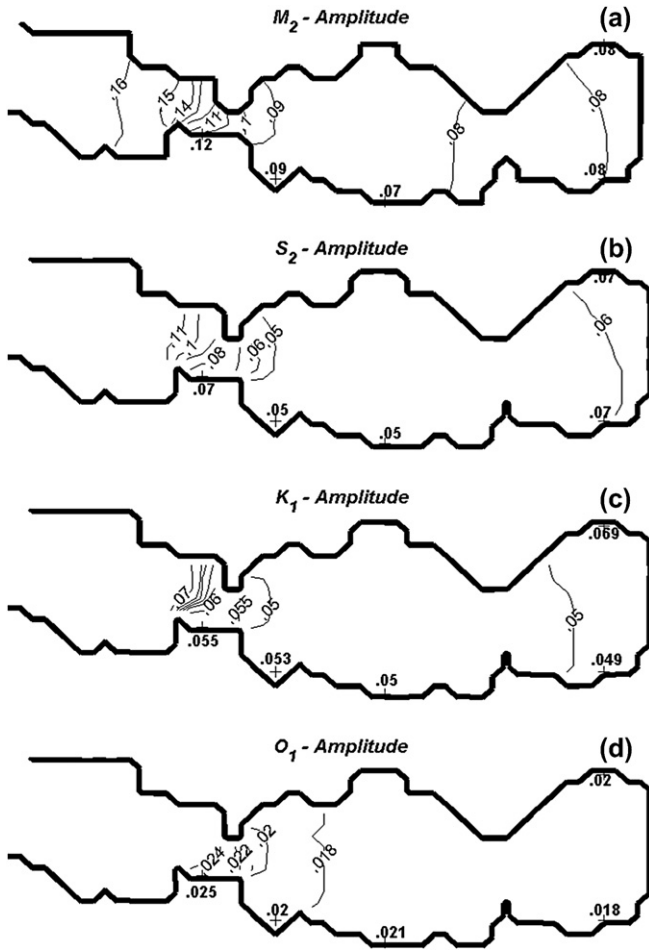 M2 - Amplitude (a)
.08
.16 .15 .14 .11 .1 .09 .08 .08
.12
.09 .07 .08
S2 - Amplitude (b)
.07
.11 .1 .08 .06 .05 .06
.07
.05 .05 .07
K1 - Amplitude (c)
.069
.07 .06 .055 .05 .05
.055
.053 .05 .049
O1 - Amplitude (d)
.02
.024 .022 .02 .018
.025
.02 .021 .018